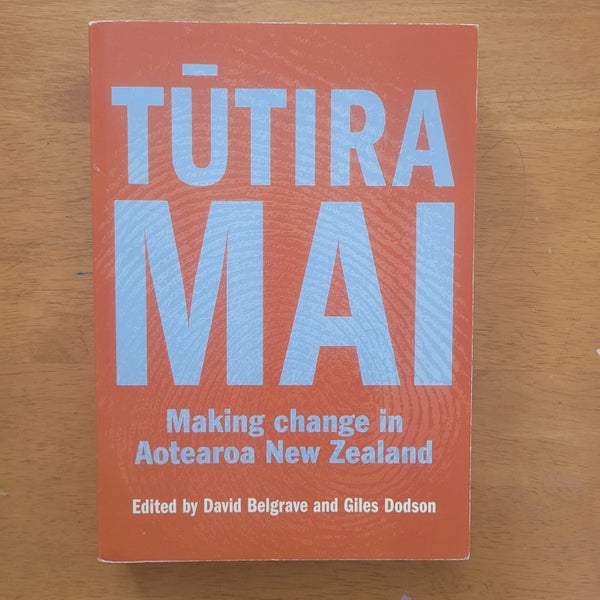 TŪTIRA
MAI
Making change in
Aotearoa New Zealand
Edited by David Belgrave and Giles Dodson